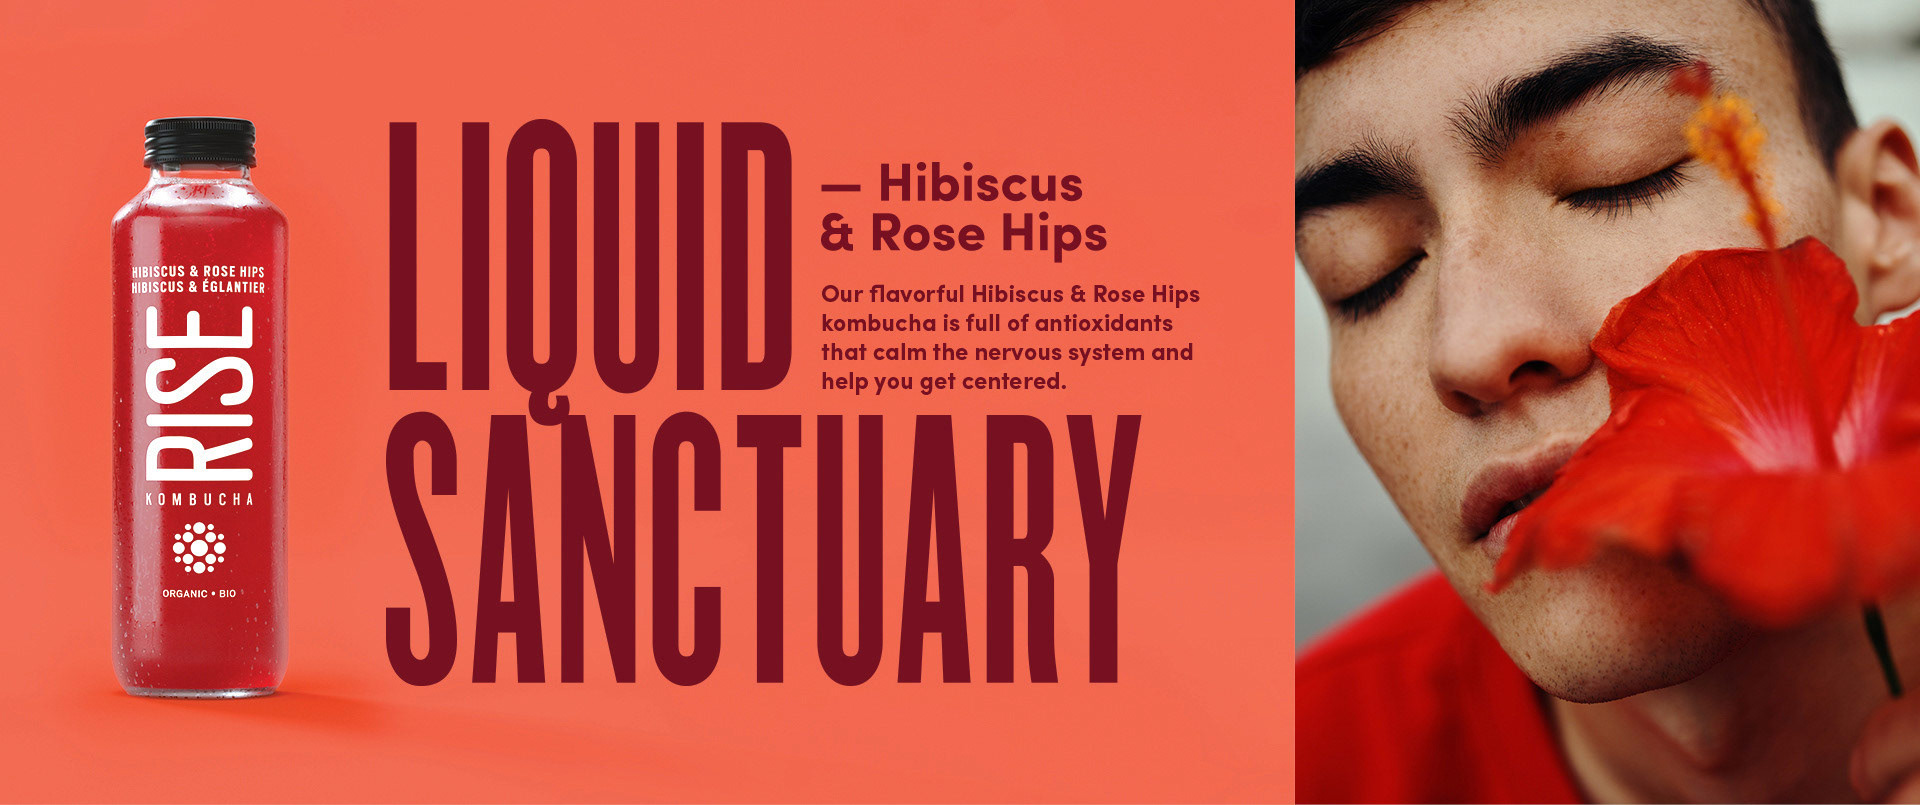 HIBISCUS & ROSE HIPS
HIBISCUS & ÉGLANTIER
RISE
KOMBUCHA
ORGANIC • BIO
LIQUID
SANCTUARY
— Hibiscus
& Rose Hips
Our flavorful Hibiscus & Rose Hips
kombucha is full of antioxidants
that calm the nervous system and
help you get centered.